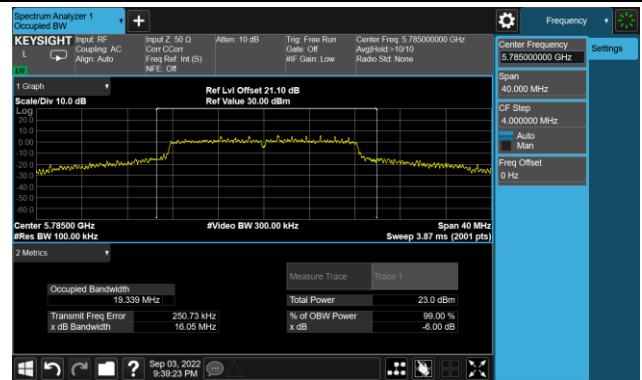 Spectrum Analyzer 1
Occupied BW
Frequency
KEYSIGHT
L
LW
Input: RF
Coupling: AC
Align: Auto
Input Z: 50 Ω
Corr CCorr
Freq Ref: Int (S)
NFE: Off
Atten: 10 dB
Trig: Free Run
Gate: Off
#IF Gain: Low
Center Freq: 5.785000000 GHz
Avg|Hold:>10/10
Radio Std: None
Center Frequency
5.785000000 GHz
Settings
Span
40.000 MHz
CF Step
4.000000 MHz
Auto
Man
Freq Offset
0 Hz
1 Graph
Scale/Div 10.0 dB
Ref Lvl Offset 21.10 dB
Ref Value 30.00 dBm
Log
20.0
10.0
0.00
-10.0
-20.0
-30.0
-40.0
-50.0
-60.0
Center 5.78500 GHz
#Video BW 300.00 kHz
Span 40 MHz
#Res BW 100.00 kHz
Sweep 3.87 ms (2001 pts)
2 Metrics
Measure Trace
Trace 1
Occupied Bandwidth
19.339 MHz
Total Power
23.0 dBm
Transmit Freq Error
250.73 kHz
% of OBW Power
99.00 %
x dB Bandwidth
16.05 MHz
x dB
-6.00 dB
?
Sep 03, 2022
9:39:23 PM